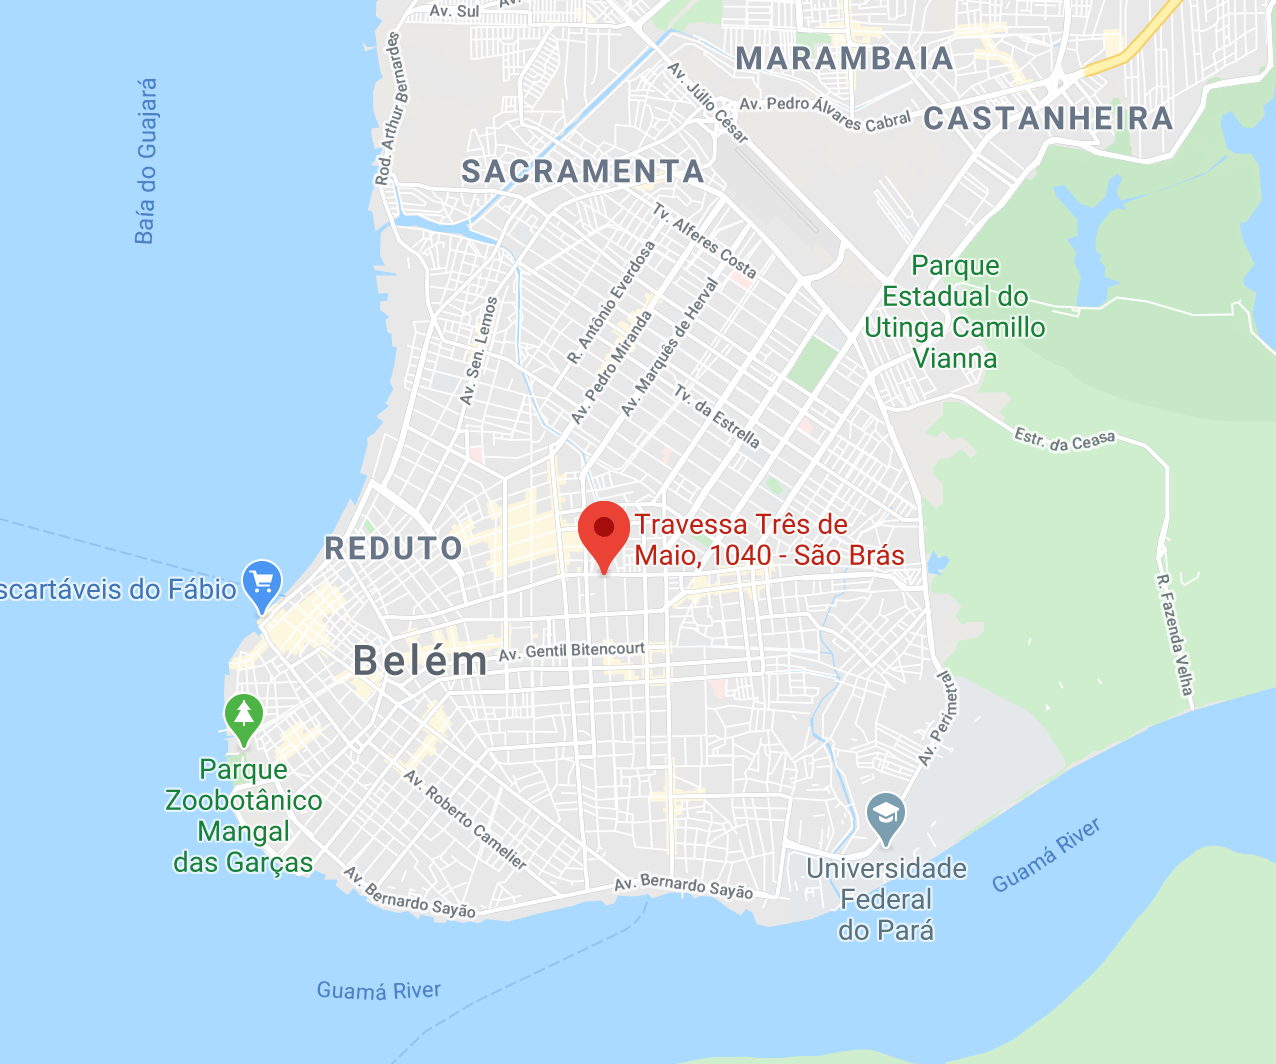 Av. Sul
Av.
Rod. Arthur Bernardes
Baía do Guajará
MARAMBAIA
Av. Júlio César
Av. Pedro Álvares Cabral
CASTANHEIRA
SACRAMENTA
Tv. Alferes Costa
R. Antônio Everdosa
Av. Sen. Lemos
Av. Pedro Miranda
Av. Marquês de Herval
Parque
Estadual do
Utinga Camillo
Vianna
Tv. da Estrella
Estr. da Ceasa
Travessa Três de
Maio, 1040 - São Brás
REDUTO
scartáveis do Fábio
R. Fazenda Velha
Belém
Av. Gentil Bitencourt
Av. Perimetral
Parque
Zoobotânico
Mangal
das Garças
Av. Roberto Camelier
Av. Bernardo Sayão
Av. Bernardo Sayão
Universidade
Federal
do Pará
Guamá River
Guamá River